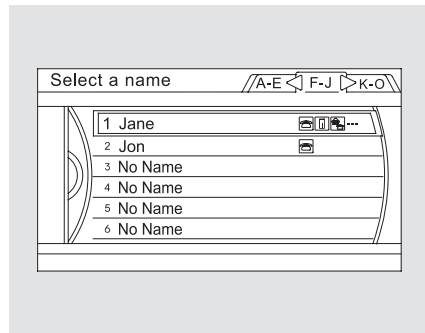 Select a name A-E F-J K-O
1 Jane
2 Jon
3 No Name
4 No Name
5 No Name
6 No Name